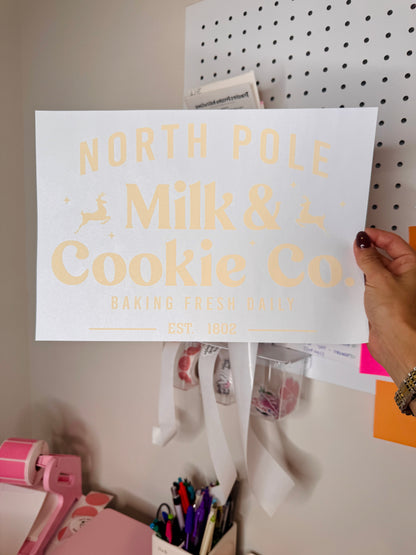 NORTH POLE
Milk &
Cookie Co.
BAKING FRESH DAILY
EST. 1802